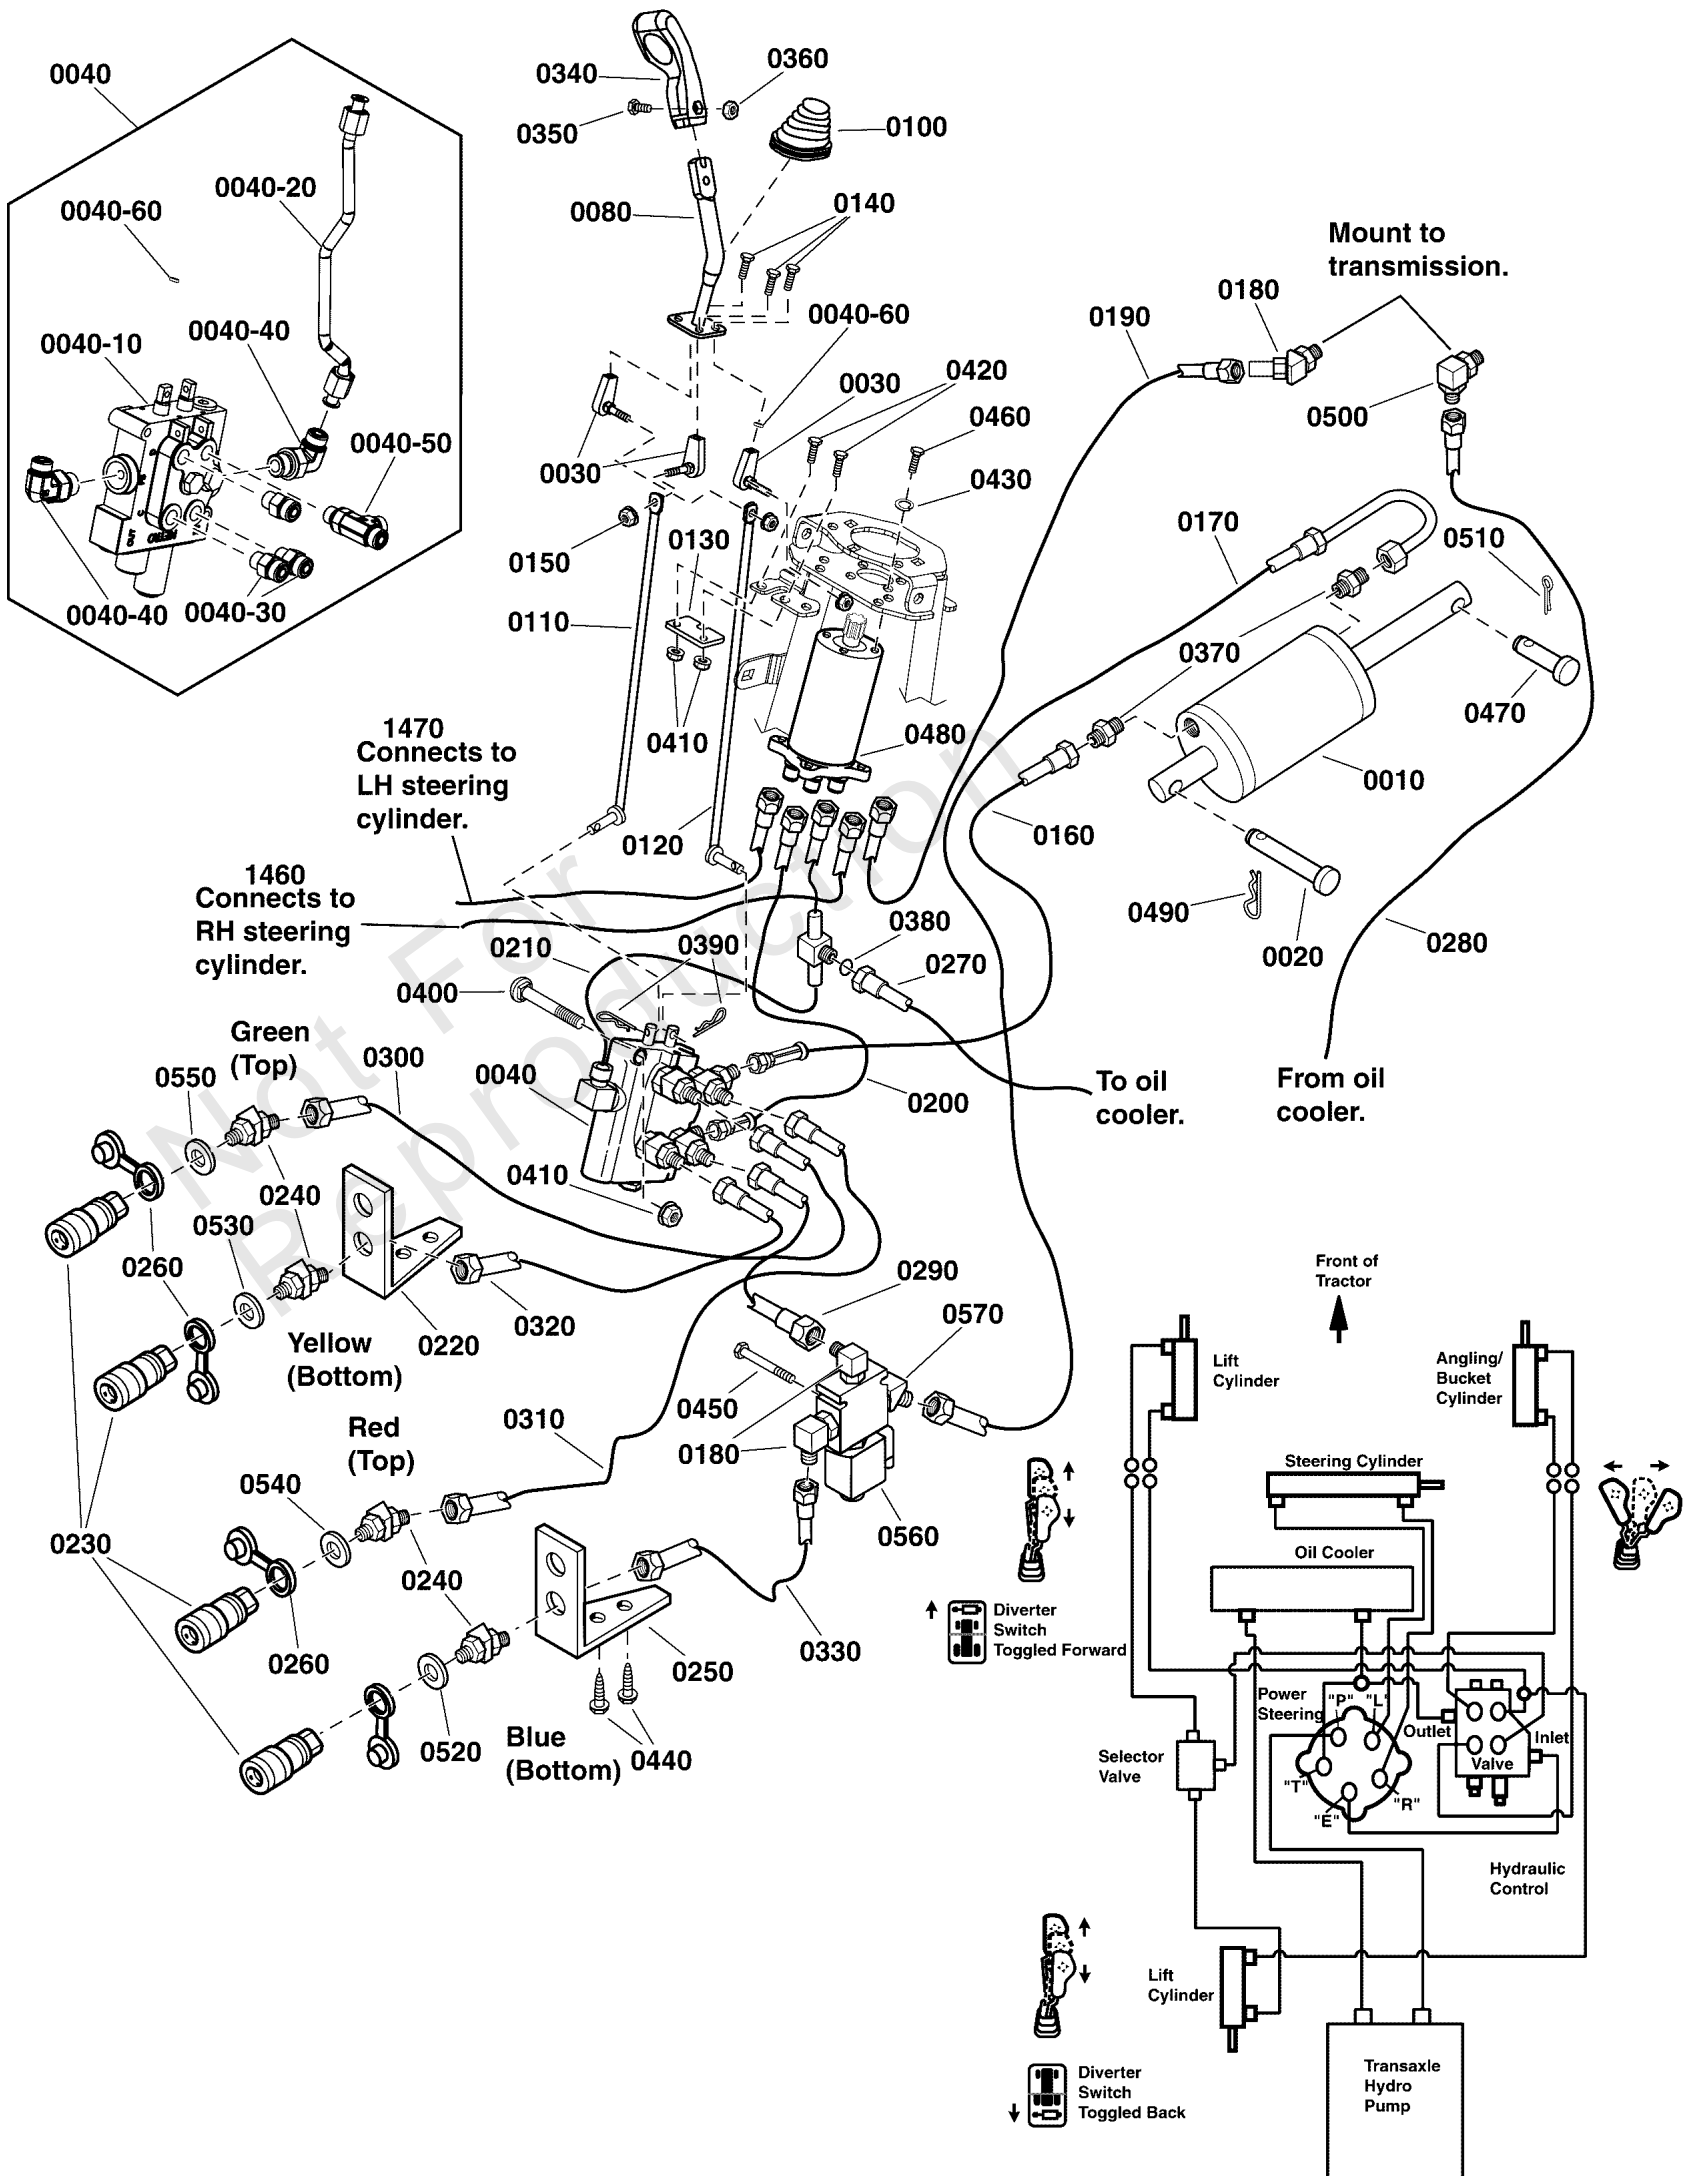 0040
0040-20
0040-60
0040-40
0040-10
0040-50
0040-40
0040-30
OUT
0340
0360
0350
0100
0080
0140
0040-60
0030
0420
0460
0030
0430
0150
0130
0110
0410
0480
0120
Mount to
transmission.
0180
0190
0500
0170
0510
0370
0470
0010
0160
0490
0020
0280
1470
Connects to
LH steering
cylinder.
1460
Connects to
RH steering
cylinder.
0210
0390
0380
0270
0400
0040
0200
To oil
cooler.
From oil
cooler.
Green
(Top)
0300
0550
0240
0410
0530
0260
0220
0320
Yellow
(Bottom)
0290
0570
0450
0180
0560
Red
(Top)
0310
0540
0230
0240
0260
0250
0330
0520
Blue
(Bottom)
0440
Not For
Reproduction
Front of
Tractor
Lift
Cylinder
Angling/
Bucket
Cylinder
Steering Cylinder
Oil Cooler
Diverter
Switch
Toggled Forward
Power
Steering
"P"
"L"
Outlet
Inlet
Valve
Selector
Valve
"T"
"R"
"E"
Hydraulic
Control
Lift
Cylinder
Diverter
Switch
Toggled Back
Transaxle
Hydro
Pump